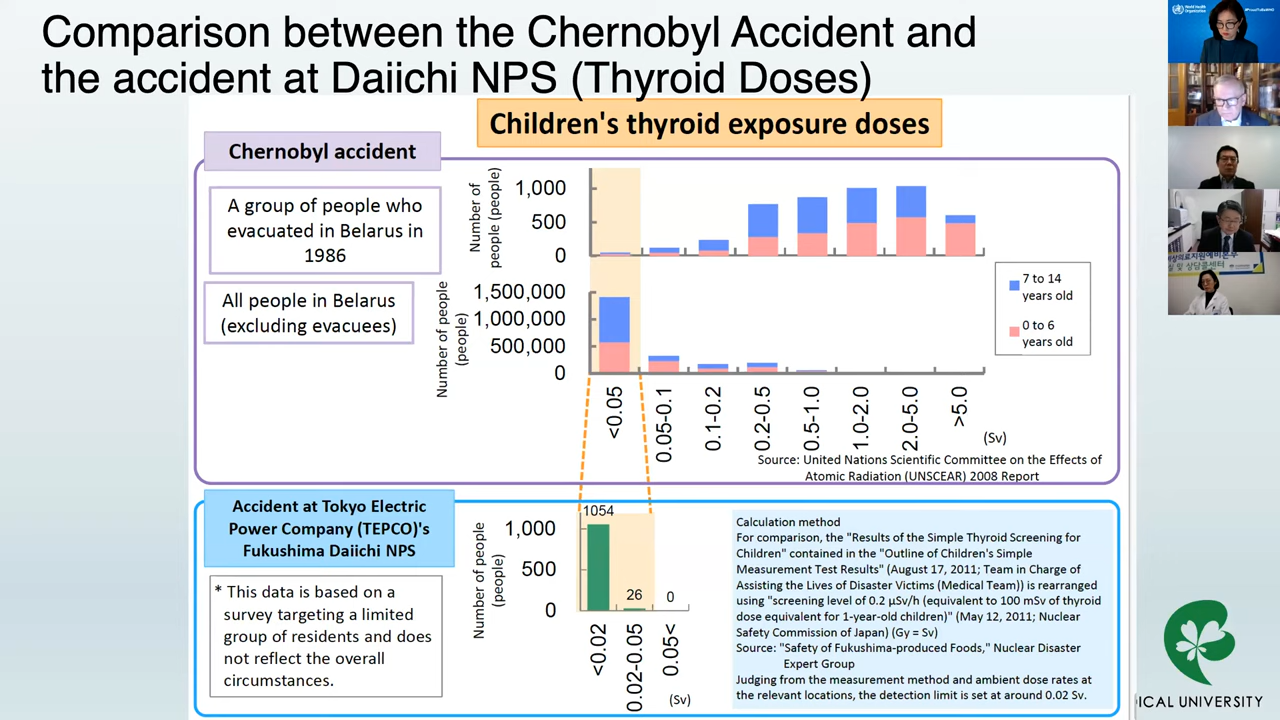 Comparison between the Chernobyl Accident and
the accident at Daiichi NPS (Thyroid Doses)
World Health
Organization
Children's thyroid exposure doses
Chernobyl accident
A group of people who
evacuated in Belarus in
1986
Number of
people (people)
1,000
500
0
All people in Belarus
(excluding evacuees)
Number of people
(people)
1,500,000
1,000,000
500,000
0
7 to 14
years old
0 to 6
years old
<0.05
0.05-0.1
0.1-0.2
0.2-0.5
0.5-1.0
1.0-2.0
2.0-5.0
>5.0
(Sv)
Source: United Nations Scientific Committee on the Effects of
Atomic Radiation (UNSCEAR) 2008 Report
Accident at Tokyo Electric
Power Company (TEPCO)'s
Fukushima Daiichi NPS
* This data is based on a
survey targeting a limited
group of residents and does
not reflect the overall
circumstances.
Number of people
(people)
1,000
500
0
1054
26
0
<0.02
0.02-0.05
0.05<
(Sv)
Calculation method
For comparison, the "Results of the Simple Thyroid Screening for
Children" contained in the "Outline of Children's Simple
Measurement Test Results" (August 17, 2011; Team in Charge of
Assisting the Lives of Disaster Victims (Medical Team)) is rearranged
using "screening level of 0.2 μSv/h (equivalent to 100 mSv of thyroid
dose equivalent for 1-year-old children)" (May 12, 2011; Nuclear
Safety Commission of Japan) (Gy = Sv)
Source: "Safety of Fukushima-produced Foods," Nuclear Disaster
Expert Group
Judging from the measurement method and ambient dose rates at
the relevant locations, the detection limit is set at around 0.02 Sv.
ICAL UNIVERSITY